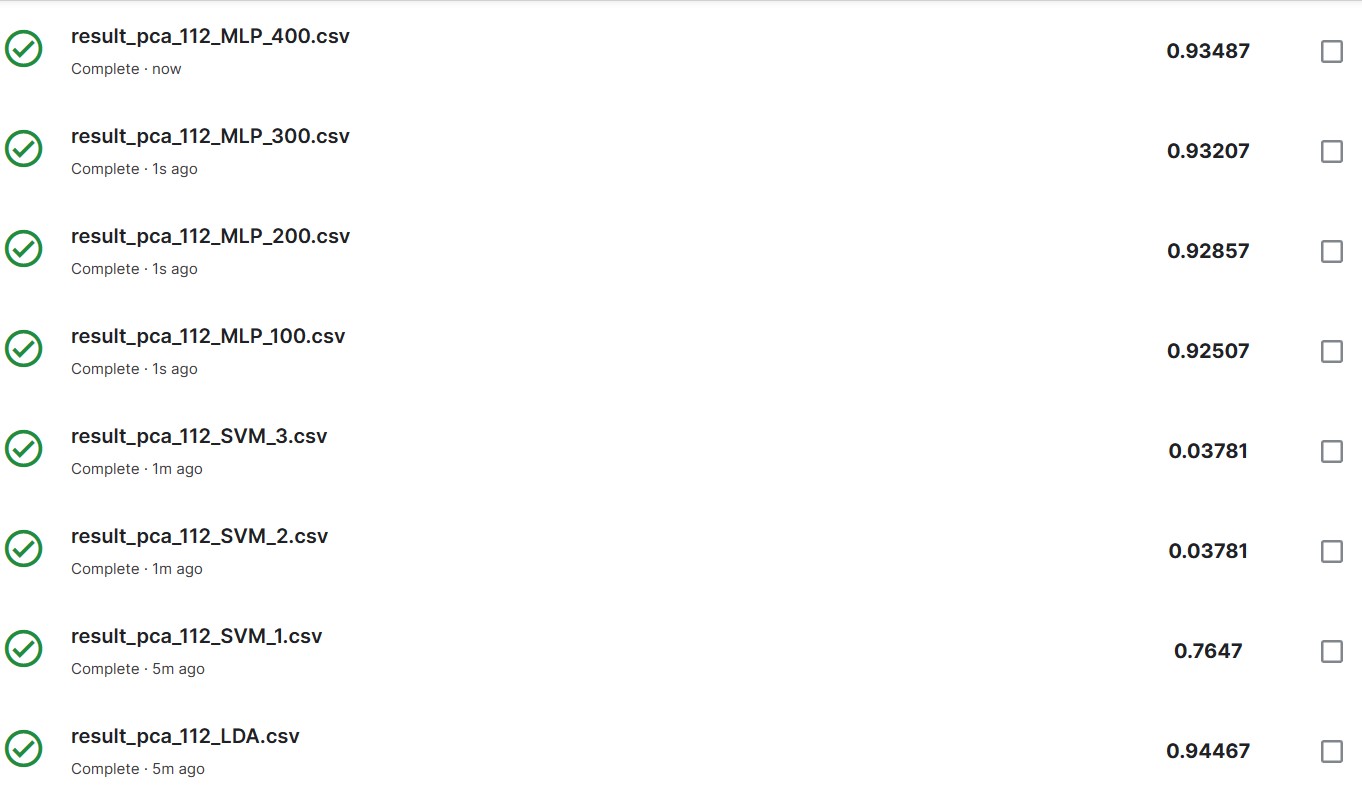 result_pca_112_MLP_400.csv
Complete · now
0.93487
result_pca_112_MLP_300.csv
Complete · 1s ago
0.93207
result_pca_112_MLP_200.csv
Complete · 1s ago
0.92857
result_pca_112_MLP_100.csv
Complete · 1s ago
0.92507
result_pca_112_SVM_3.csv
Complete · 1m ago
0.03781
result_pca_112_SVM_2.csv
Complete · 1m ago
0.03781
result_pca_112_SVM_1.csv
Complete · 5m ago
0.7647
result_pca_112_LDA.csv
Complete · 5m ago
0.94467